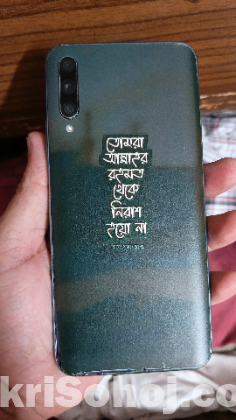 তোমরা
আল্লাহর
রহমত
থেকে
নিরাশ
হয়ো না
kriSohoj.co